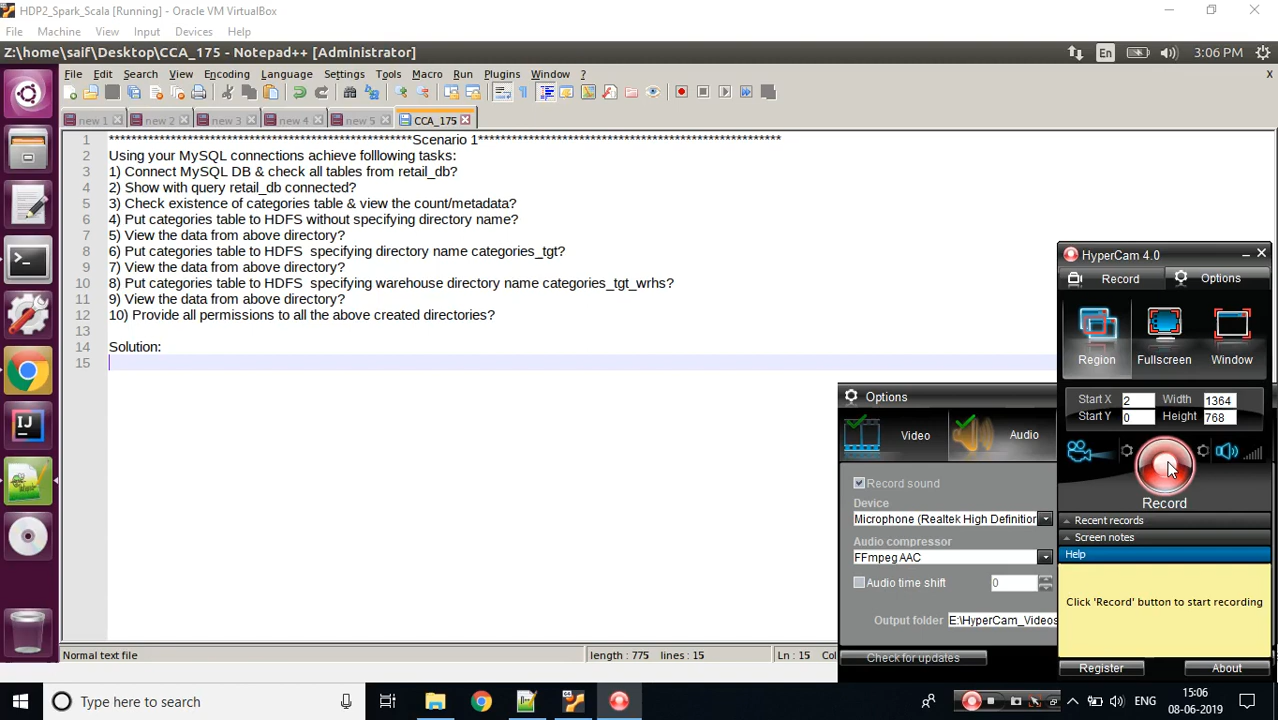 HDP2_Spark_Scala [Running] - Oracle VM VirtualBox
File Machine View Input Devices Help
Z:\home\saif\Desktop\CCA_175 - Notepad++ [Administrator]
En
3:06 PM
File Edit Search View Encoding Language Settings Tools Macro Run Plugins Window ?
X
new 1 new 2 new 3 new 4 new 5 CCA_175
1 *********************************************************Scenario 1*********************************************************
2 Using your MySQL connections achieve folllowing tasks:
3 1) Connect MySQL DB & check all tables from retail_db?
4 2) Show with query retail_db connected?
5 3) Check existence of categories table & view the count/metadata?
6 4) Put categories table to HDFS without specifying directory name?
7 5) View the data from above directory?
8 6) Put categories table to HDFS  specifying directory name categories_tgt?
9 7) View the data from above directory?
10 8) Put categories table to HDFS  specifying warehouse directory name categories_tgt_wrhs?
11 9) View the data from above directory?
12 10) Provide all permissions to all the above created directories?
13
14 Solution:
15
HyperCam 4.0
Record Options
Region Fullscreen Window
Start X 2 Width 1364
Start Y 0 Height 768
Record
Recent records
Screen notes
Help
Click 'Record' button to start recording
Register About
Options
Video Audio
Record sound
Device
Microphone (Realtek High Definition
Audio compressor
FFmpeg AAC
Audio time shift 0
Output folder E:\HyperCam_Videos
Check for updates
Normal text file length : 775 lines : 15 Ln : 15 Col
IJ
Type here to search
ENG
15:06
08-06-2019